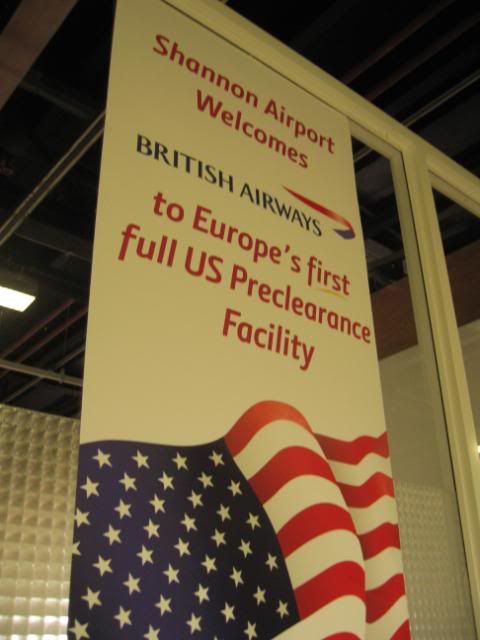 Shannon Airport
Welcomes
BRITISH AIRWAYS
to Europe's first
full US Preclearance
Facility